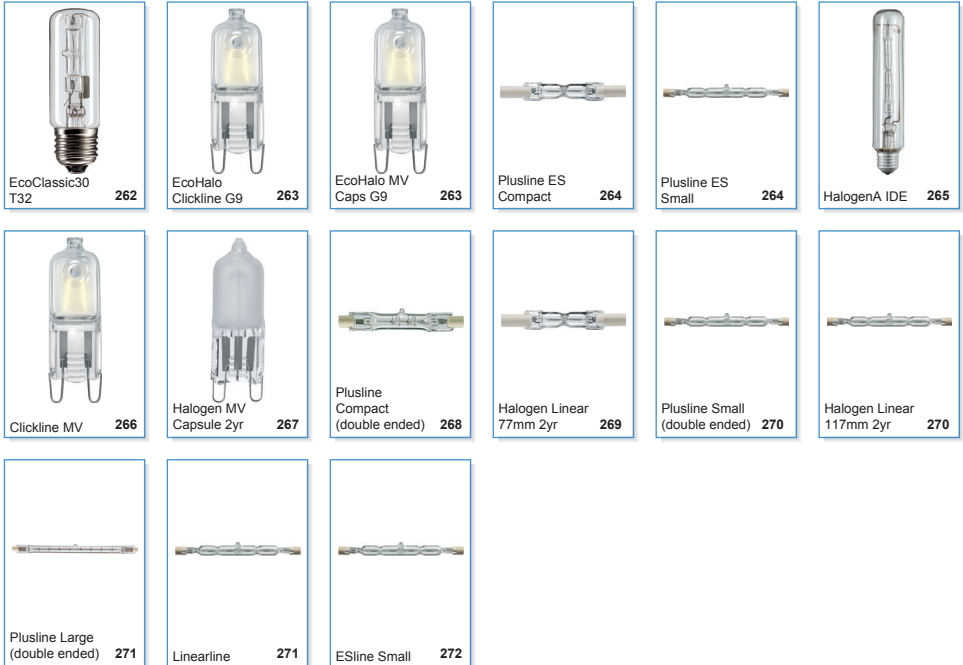 EcoClassic30
T32 262
EcoHalo
Clickline G9 263
EcoHalo MV
Caps G9 263
Plusline ES
Compact 264
Plusline ES
Small 264
HalogenA IDE 265
Clickline MV 266
Halogen MV
Capsule 2yr 267
Plusline
Compact
(double ended) 268
Halogen Linear
77mm 2yr 269
Plusline Small
(double ended) 270
Halogen Linear
117mm 2yr 270
Plusline Large
(double ended) 271
Linearline 271
ESline Small 272